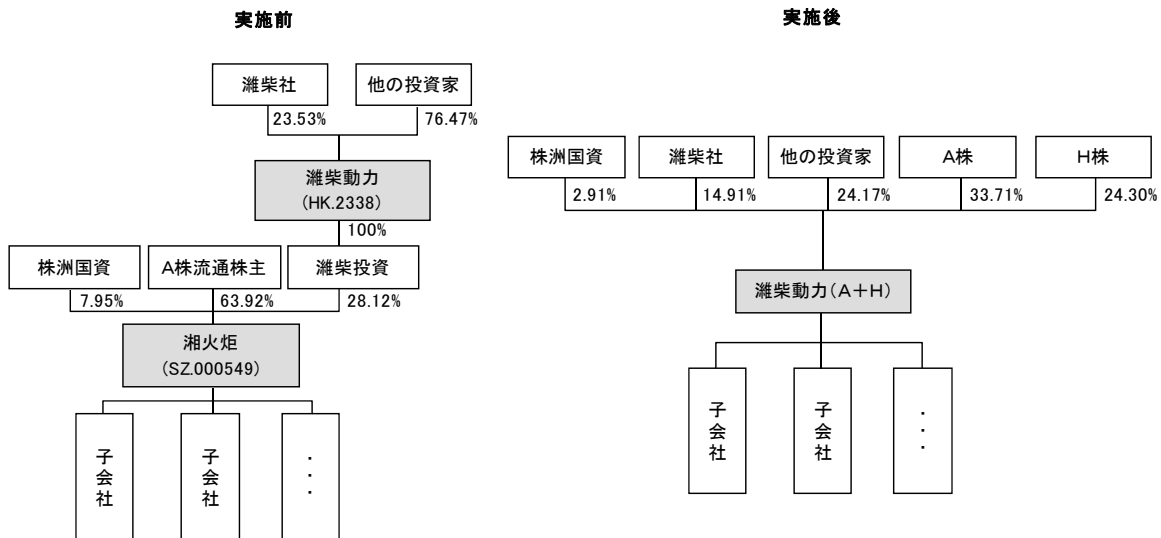 実施前
濰柴社
他の投資家
23.53%
76.47%
濰柴動力
(HK.2338)
100%
株洲国資
A株流通株主
濰柴投資
7.95%
63.92%
28.12%
湘火炬
(SZ.000549)
子会社
子会社
・・・
実施後
株洲国資
濰柴社
他の投資家
A株
H株
2.91%
14.91%
24.17%
33.71%
24.30%
濰柴動力(A+H)
子会社
子会社
・・・